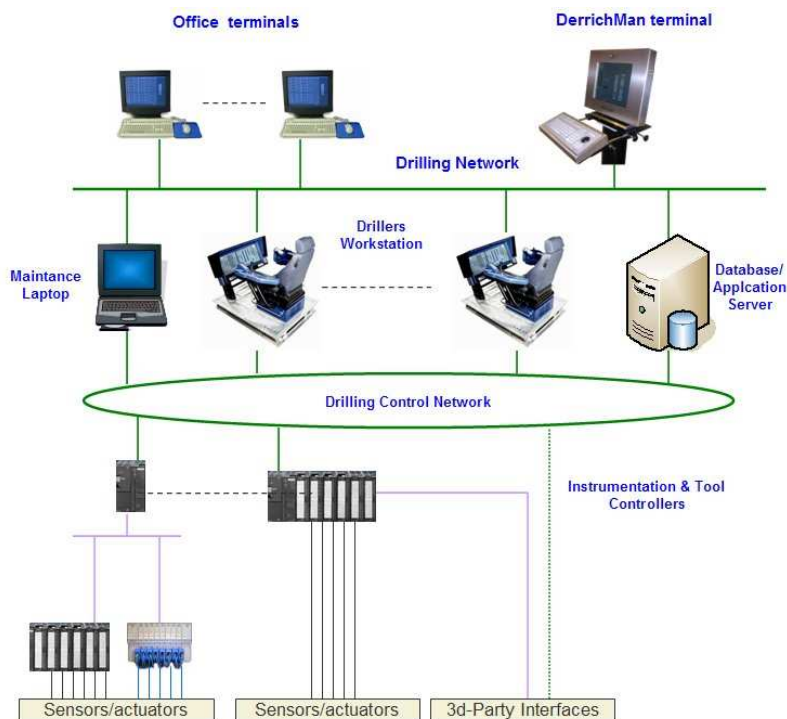 Office terminals
DerrichMan terminal
Drilling Network
Maintance
Laptop
Drillers
Workstation
Database/
Applcation
Server
Drilling Control Network
Instrumentation & Tool
Controllers
Sensors/actuators
Sensors/actuators
3d-Party Interfaces